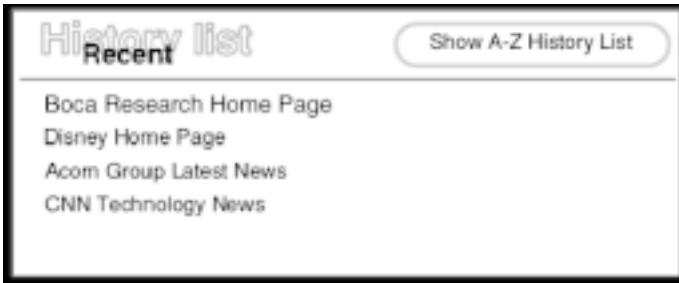 History list
Recent
Show A-Z History List
Boca Research Home Page
Disney Home Page
Acorn Group Latest News
CNN Technology News